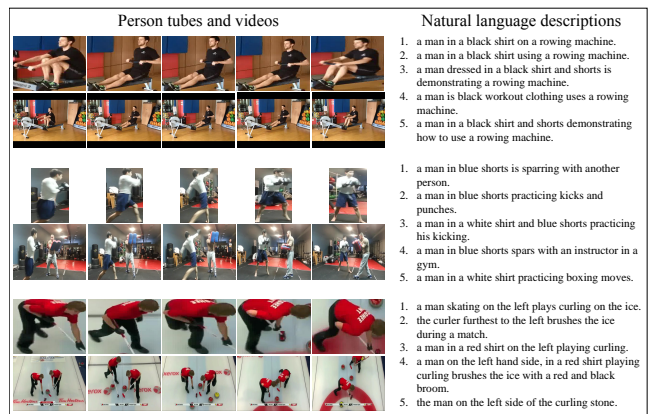 Person tubes and videos
Natural language descriptions
1. a man in a black shirt on a rowing machine.
2. a man in a black shirt using a rowing machine.
3. a man dressed in a black shirt and shorts is
demonstrating a rowing machine.
4. a man is black workout clothing uses a rowing
machine.
5. a man in a black shirt and shorts demonstrating
how to use a rowing machine.
1. a man in blue shorts is sparring with another
person.
2. a man in blue shorts practicing kicks and
punches.
3. a man in a white shirt and blue shorts practicing
his kicking.
4. a man in blue shorts spars with an instructor in a
gym.
5. a man in a white shirt practicing boxing moves.
1. a man skating on the left plays curling on the ice.
2. the curler furthest to the left brushes the ice
during a match.
3. a man in a red shirt on the left playing curling.
4. a man on the left hand side, in a red shirt playing
curling brushes the ice with a red and black
broom.
5. the man on the left side of the curling stone.